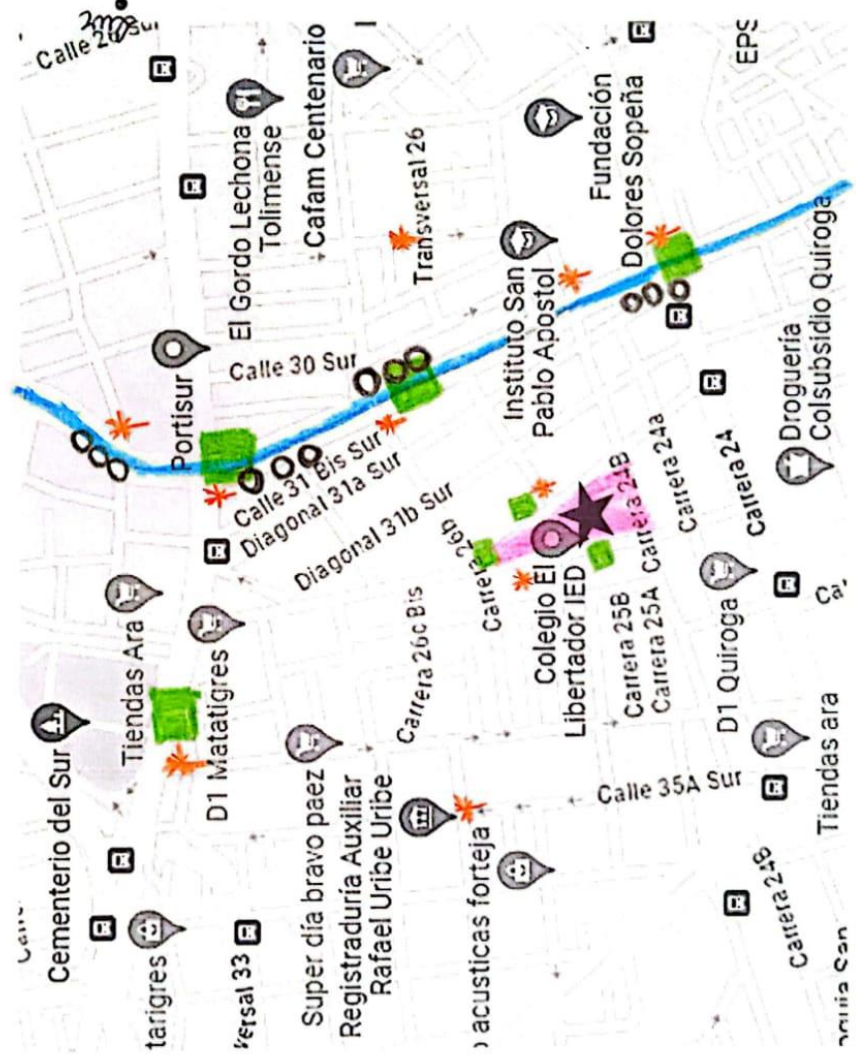 Calle
Cementerio del Sur
tarigres
versal 33
Tiendas Ara
D1 Matatigres
Super día bravo paez
Registraduría Auxiliar
Rafael Uribe Uribe
acusticas forteja
Portisur
Calle 31 Bis Sur
Diagonal 31a Sur
Diagonal 31b Sur
Calle 30 Sur
El Gordo Lechona
Tolimense
Cafam Centenario
Transversal 26
Carrera 26c Bis
Carrera 26b
Colegio El
Libertador IED
Instituto San
Pablo Apostol
Fundación
Dolores Sopeña
EPS
Carrera 24B
Carrera 24a
Carrera 24
Carrera 25B
Carrera 25A
D1 Quiroga
Droguería
Colsubsidio Quiroga
Calle 35A Sur
Tiendas ara
Carrera 24B